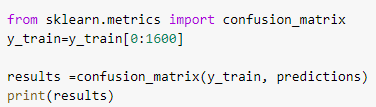 from sklearn.metrics import confusion_matrix
y_train=y_train[0:1600]
results =confusion_matrix(y_train, predictions)
print(results)